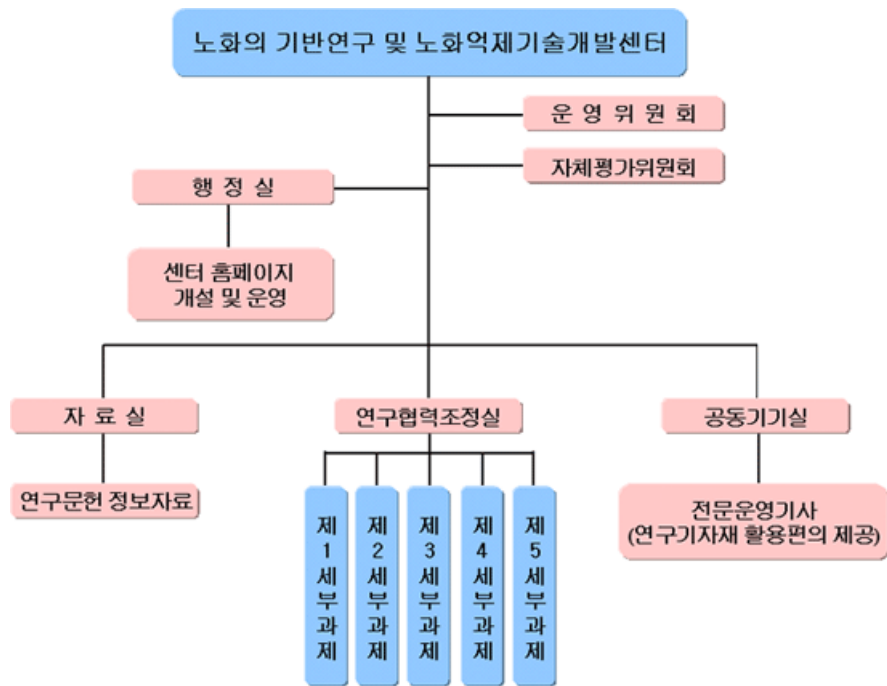 노화의 기반연구 및 노화억제기술개발센터
운 영 위 원 회
자체평가위원회
행 정 실
센터 홈페이지
개설 및 운영
자 료 실
연구협력조정실
공동기기실
연구문헌 정보자료
제1세부과제
제2세부과제
제3세부과제
제4세부과제
제5세부과제
전문운영기사
(연구기자재 활용편의 제공)